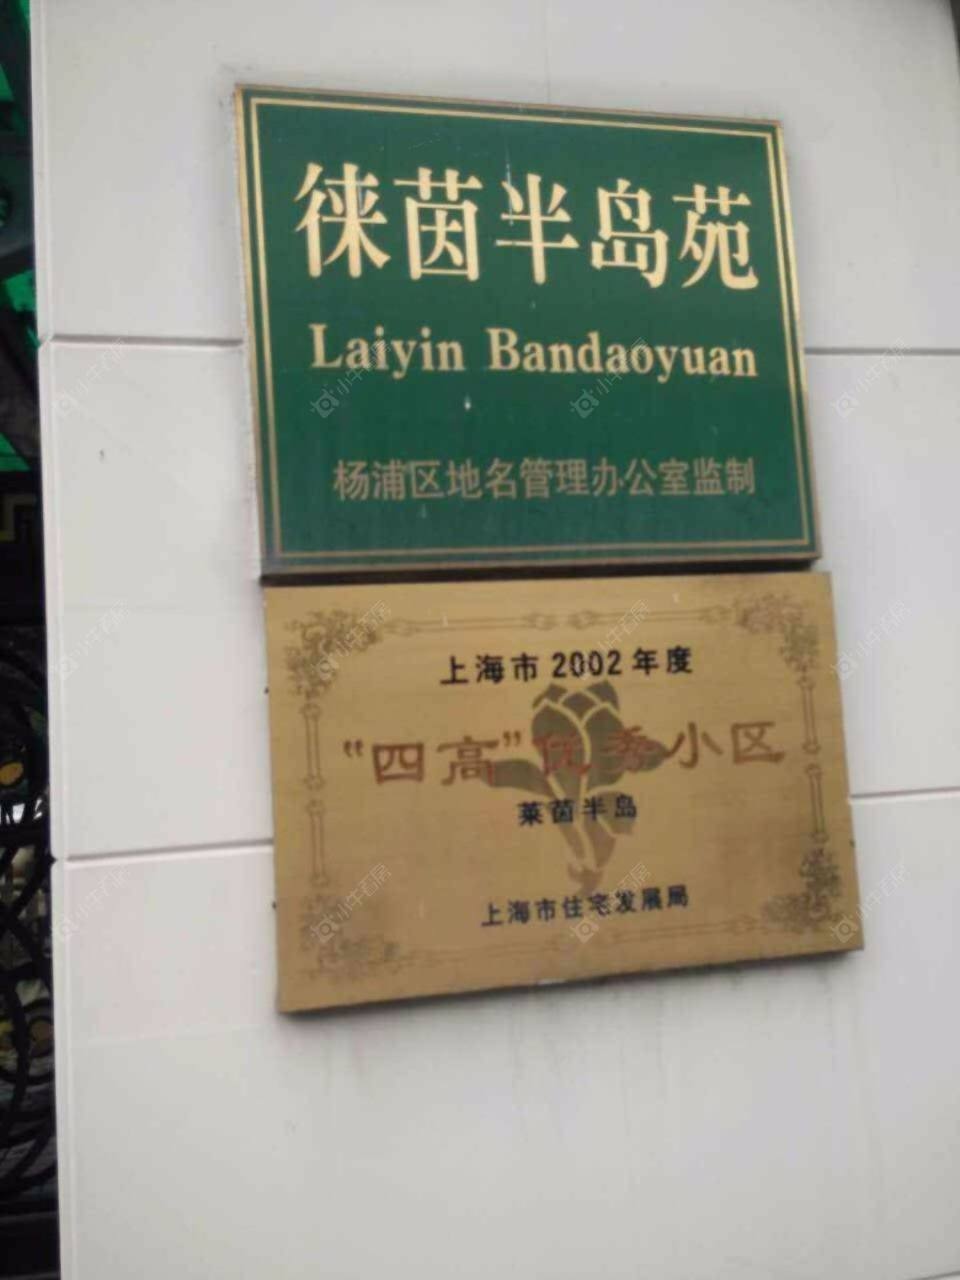 徕茵半岛苑
Laiyin Bandaoyuan
杨浦区地名管理办公室监制
上海市2002年度
“四高”优秀小区
莱茵半岛
上海市住宅发展局